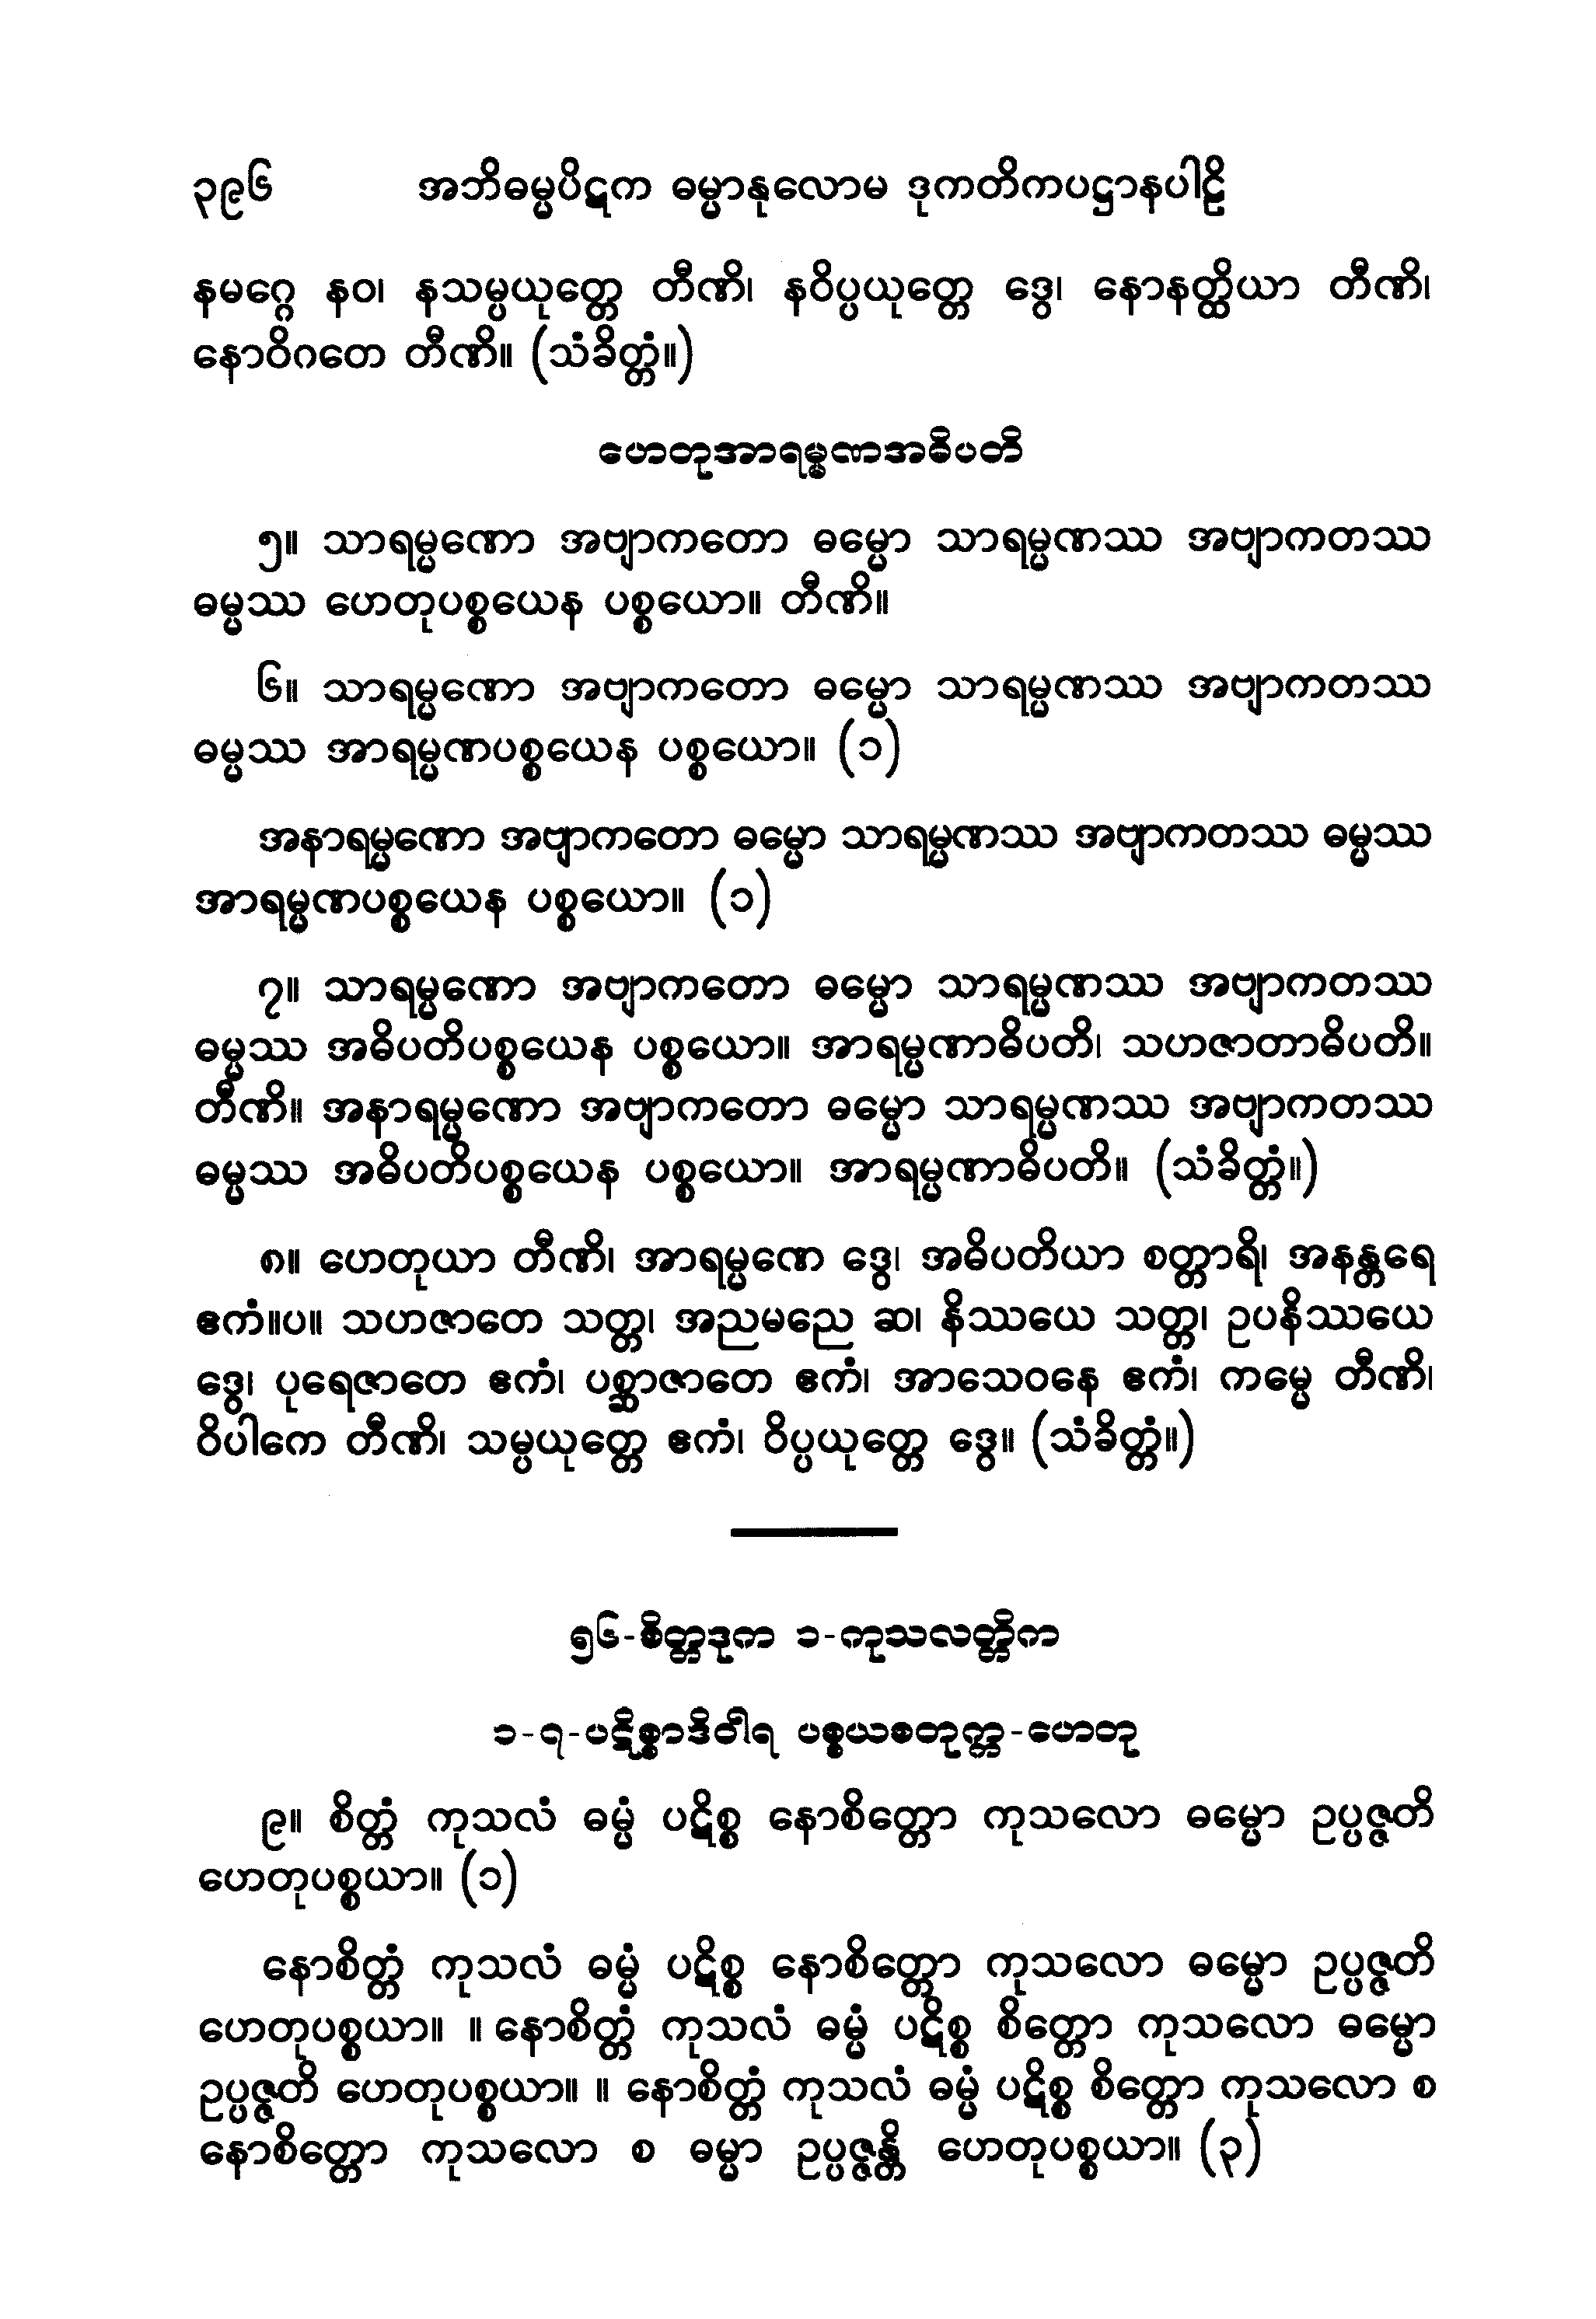 ၃၉၆ အဘိဓမ္မပိဋက ဓမ္မာနုလောမ ဒုကတိကပဋ္ဌာနပါဠိ
နမဂ္ဂေ နဝ၊ နသမ္ပယုတ္တေ တီဏိ၊ နဝိပ္ပယုတ္တေ ဒွေ၊ နောနတ္ထိယာ တီဏိ၊
နောဝိဂတေ တီဏိ။ (သံခိတ္တံ။)
ဟေတုအာရမ္မဏအဓိပတိ
၅။ သာရမ္မဏော အဗျာကတော ဓမ္မော သာရမ္မဏဿ အဗျာကတဿ
ဓမ္မဿ ဟေတုပစ္စယေန ပစ္စယော။ တီဏိ။
၆။ သာရမ္မဏော အဗျာကတော ဓမ္မော သာရမ္မဏဿ အဗျာကတဿ
ဓမ္မဿ အာရမ္မဏပစ္စယေန ပစ္စယော။ (၁)
အနာရမ္မဏော အဗျာကတော ဓမ္မော သာရမ္မဏဿ အဗျာကတဿ ဓမ္မဿ
အာရမ္မဏပစ္စယေန ပစ္စယော။ (၁)
၇။ သာရမ္မဏော အဗျာကတော ဓမ္မော သာရမ္မဏဿ အဗျာကတဿ
ဓမ္မဿ အဓိပတိပစ္စယေန ပစ္စယော။ အာရမ္မဏာဓိပတိ၊ သဟဇာတာဓိပတိ။
တီဏိ။ အနာရမ္မဏော အဗျာကတော ဓမ္မော သာရမ္မဏဿ အဗျာကတဿ
ဓမ္မဿ အဓိပတိပစ္စယေန ပစ္စယော။ အာရမ္မဏာဓိပတိ။ (သံခိတ္တံ။)
၈။ ဟေတုယာ တီဏိ၊ အာရမ္မဏေ ဒွေ၊ အဓိပတိယာ စတ္တာရိ၊ အနန္တရေ
ဧကံ။ပ။ သဟဇာတေ သတ္တ၊ အညမညေ ဆ၊ နိဿယေ သတ္တ၊ ဥပနိဿယေ
ဒွေ၊ ပုရေဇာတေ ဧကံ၊ ပစ္ဆာဇာတေ ဧကံ၊ အာသေဝနေ ဧကံ၊ ကမ္မေ တီဏိ၊
ဝိပါကေ တီဏိ၊ သမ္ပယုတ္တေ ဧကံ၊ ဝိပ္ပယုတ္တေ ဒွေ။ (သံခိတ္တံ။)
၅၆-စိတ္တဒုက ၁-ကုသလတ္တိက
၁-၇-ပဋိစ္စာဒိဝါရ ပစ္စယစတုက္က-ဟေတု
၉။ စိတ္တံ ကုသလံ ဓမ္မံ ပဋိစ္စ နောစိတ္တော ကုသလော ဓမ္မော ဥပ္ပဇ္ဇတိ
ဟေတုပစ္စယာ။ (၁)
နောစိတ္တံ ကုသလံ ဓမ္မံ ပဋိစ္စ နောစိတ္တော ကုသလော ဓမ္မော ဥပ္ပဇ္ဇတိ
ဟေတုပစ္စယာ။ ။ နောစိတ္တံ ကုသလံ ဓမ္မံ ပဋိစ္စ စိတ္တော ကုသလော ဓမ္မော
ဥပ္ပဇ္ဇတိ ဟေတုပစ္စယာ။ ။ နောစိတ္တံ ကုသလံ ဓမ္မံ ပဋိစ္စ စိတ္တော ကုသလော စ
နောစိတ္တော ကုသလော စ ဓမ္မာ ဥပ္ပဇ္ဇန္တိ ဟေတုပစ္စယာ။ (၃)